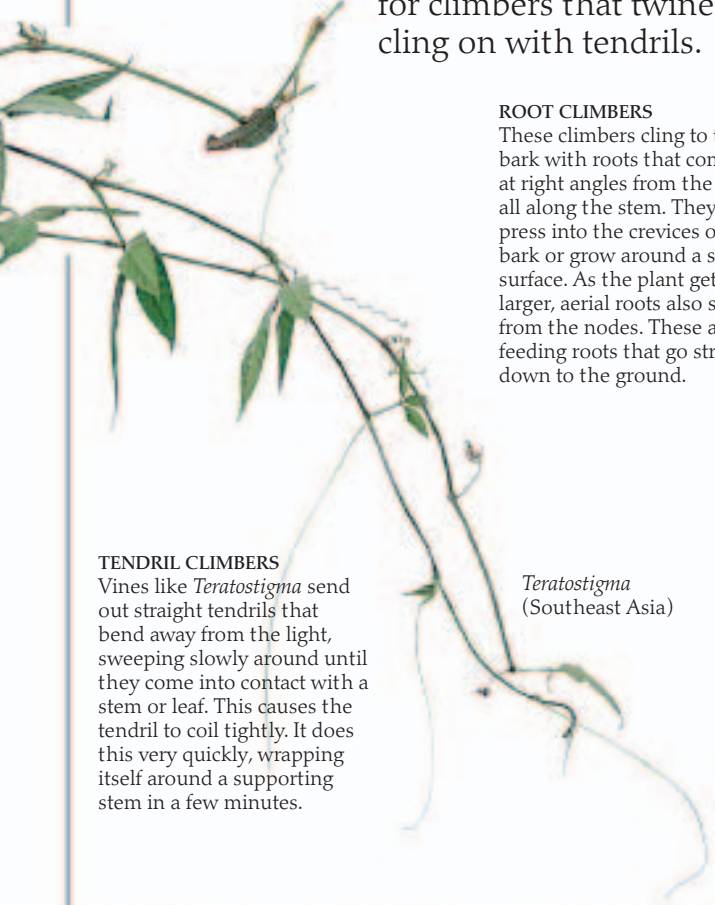 for climbers that twine
cling on with tendrils.
ROOT CLIMBERS
These climbers cling to
bark with roots that
at right angles from the
all along the stem. They
press into the crevices
bark or grow around a
surface. As the plant
larger, aerial roots also
from the nodes. These
feeding roots that go
down to the ground.
TENDRIL CLIMBERS
Vines like Teratostigma send
out straight tendrils that
bend away from the light,
sweeping slowly around until
they come into contact with a
stem or leaf. This causes the
tendril to coil tightly. It does
this very quickly, wrapping
itself around a supporting
stem in a few minutes.
Teratostigma
(Southeast Asia)